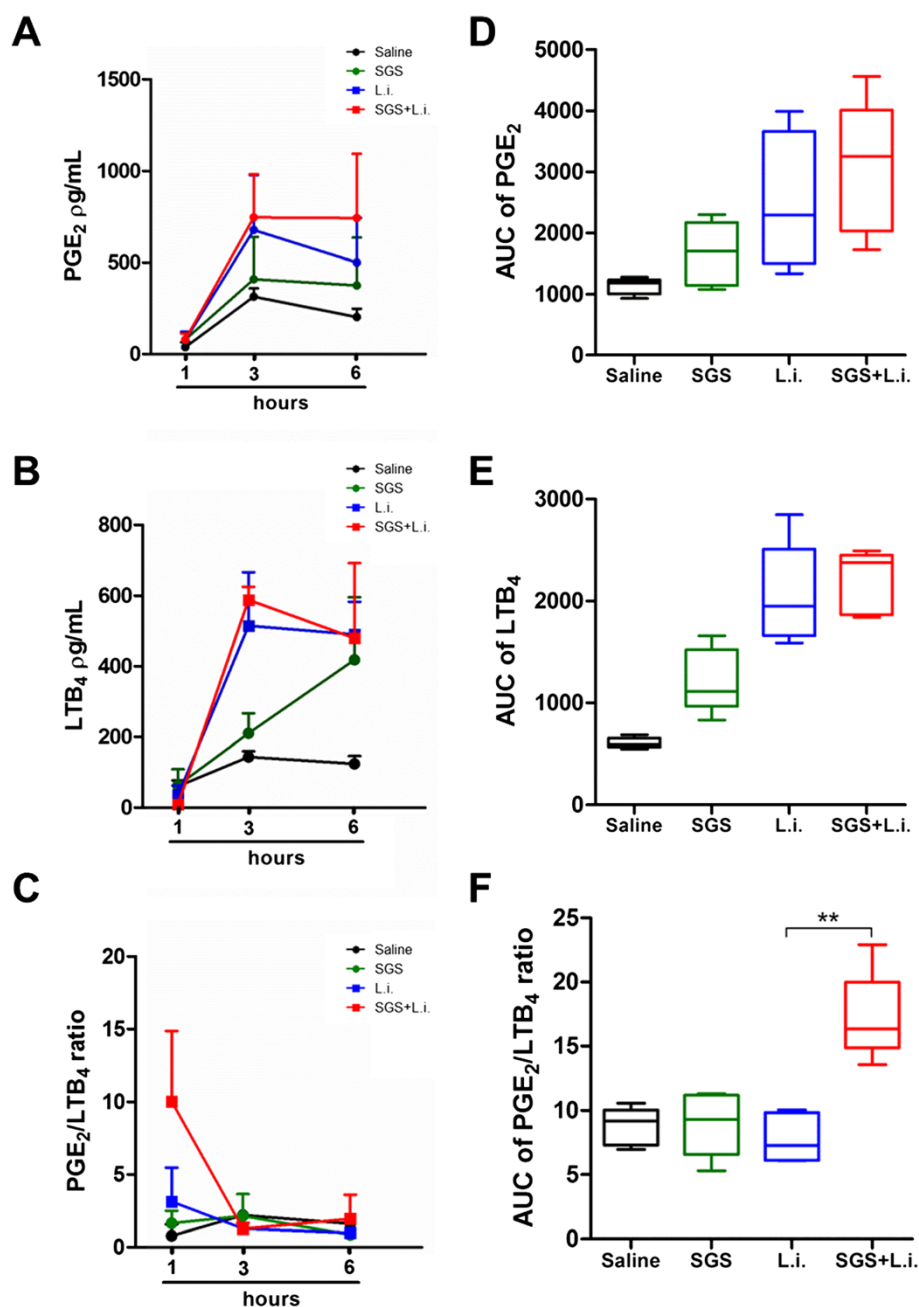 A
Saline
SGS
L.i.
SGS+L.i.
1500
1000
500
0
PGE₂ ρg/mL
1 3 6
hours
D
5000
4000
3000
2000
1000
0
AUC of PGE₂
Saline SGS L.i. SGS+L.i.
B
Saline
SGS
L.i.
SGS+L.i.
800
600
400
200
0
LTB₄ ρg/mL
1 3 6
hours
E
3000
2000
1000
0
AUC of LTB₄
Saline SGS L.i. SGS+L.i.
C
Saline
SGS
L.i.
SGS+L.i.
20
15
10
5
0
PGE₂/LTB₄ ratio
1 3 6
hours
F
25
20
15
10
5
0
AUC of PGE₂/LTB₄ ratio
**
Saline SGS L.i. SGS+L.i.